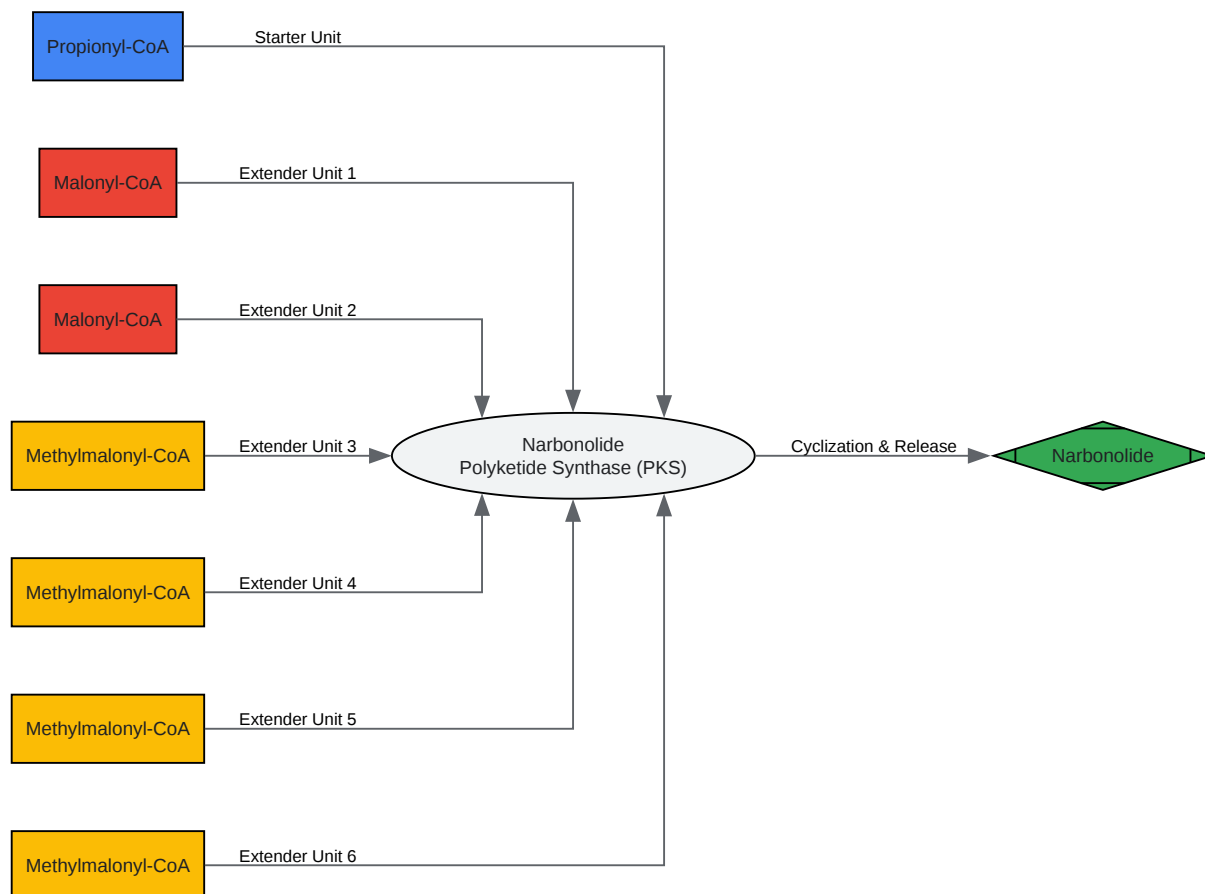 Propionyl-CoA
Starter Unit
Malonyl-CoA
Extender Unit 1
Malonyl-CoA
Extender Unit 2
Methylmalonyl-CoA
Extender Unit 3
Narbonolide
Polyketide Synthase (PKS)
Cyclization & Release
Narbonolide
Methylmalonyl-CoA
Extender Unit 4
Methylmalonyl-CoA
Extender Unit 5
Methylmalonyl-CoA
Extender Unit 6